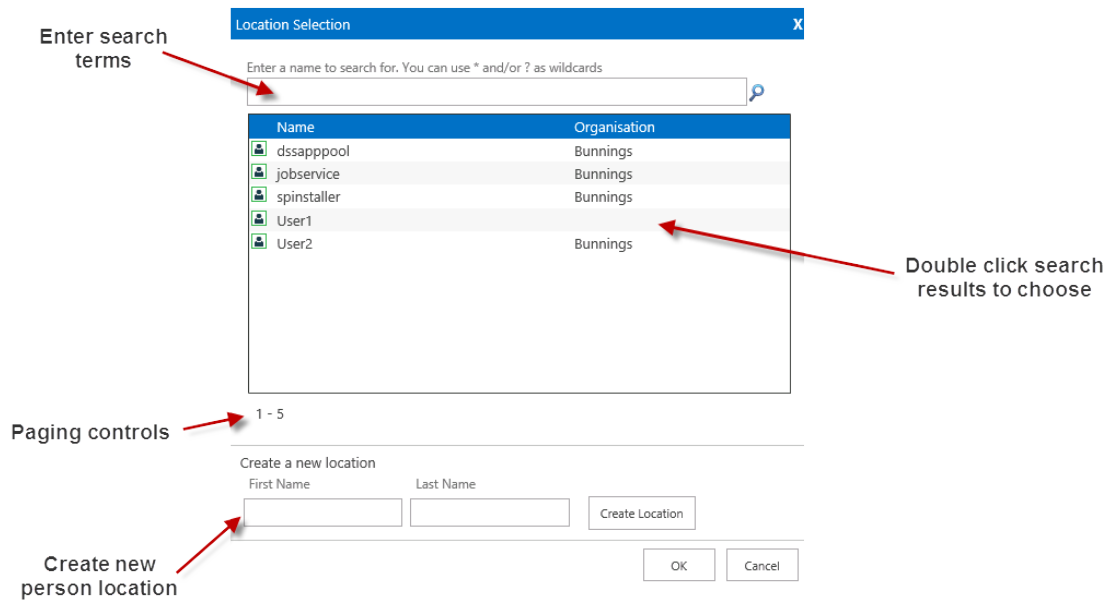 Enter search
terms
Location Selection X
Enter a name to search for. You can use * and/or ? as wildcards
Name Organisation
dssapppool Bunnings
jobservice Bunnings
spinstaller Bunnings
User1
User2 Bunnings
Double click search
results to choose
1 - 5
Paging controls
Create a new location
First Name Last Name
Create Location
Create new
person location
OK Cancel